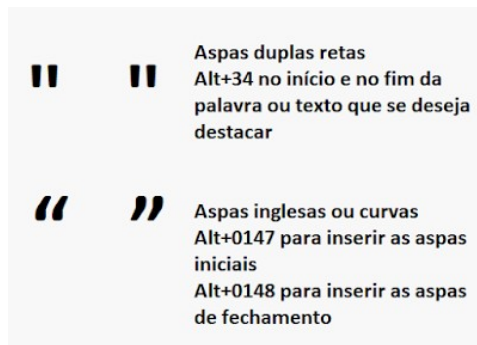 " " Aspas duplas retas
Alt+34 no início e no fim da
palavra ou texto que se deseja
destacar
“ ” Aspas inglesas ou curvas
Alt+0147 para inserir as aspas
iniciais
Alt+0148 para inserir as aspas
de fechamento